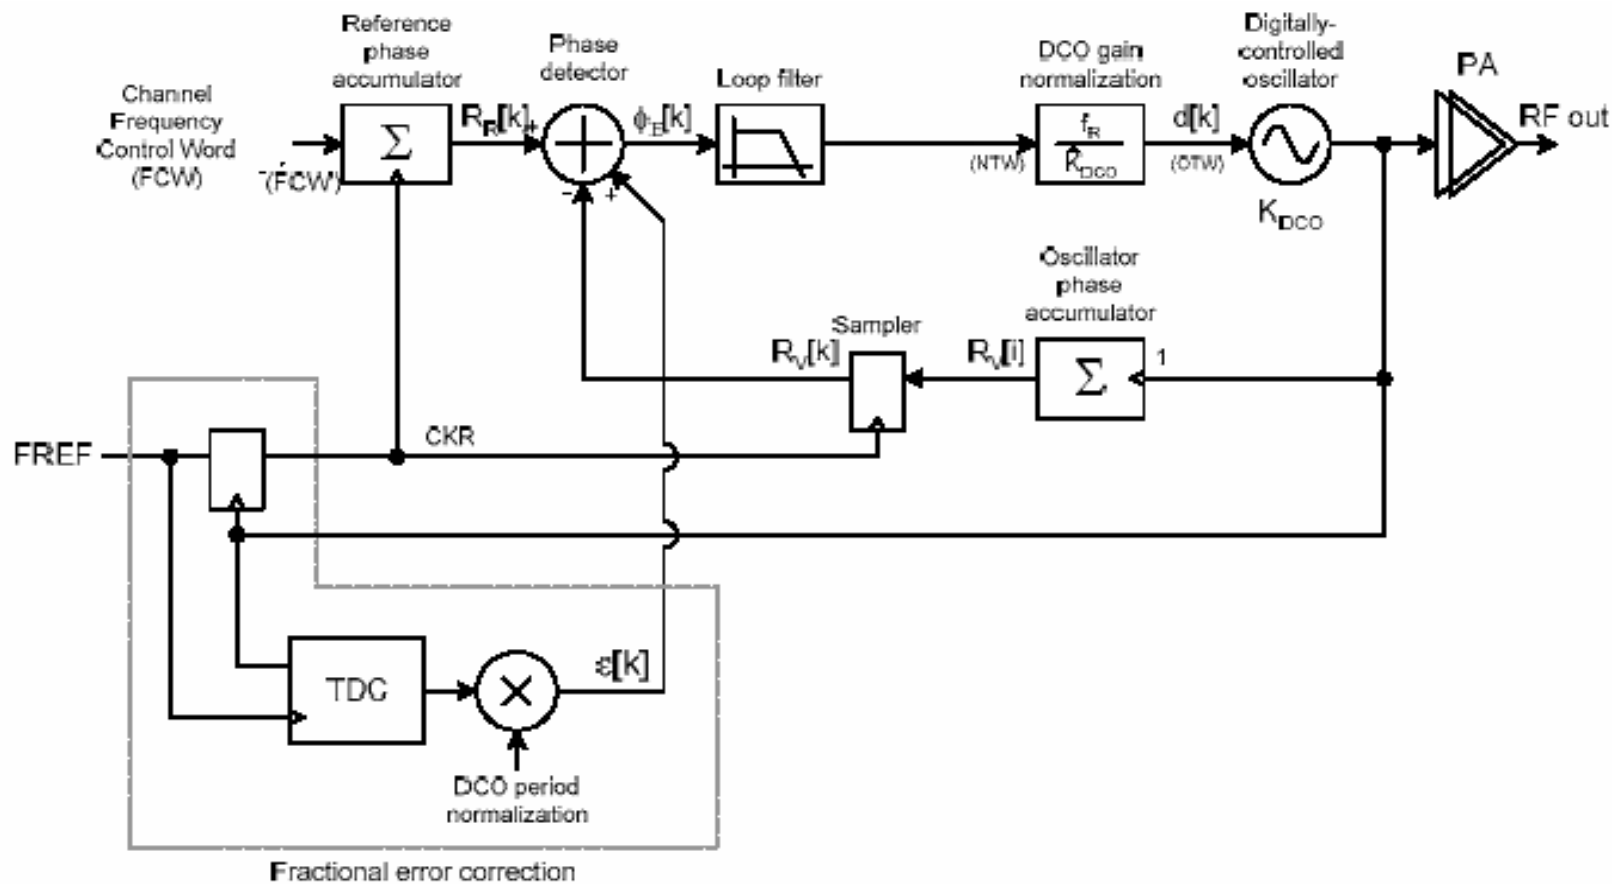 Reference
phase
accumulator
Phase
detector
Loop filter
DCO gain
normalization
Digitally-
controlled
oscillator
PA
Channel
Frequency
Control Word
(FCW)
(FCW)
Σ
R_R[k]
+
ϕ_E[k]
(NTW)
f_R
K̂_DCO
d[k]
(OTW)
RF out
-
+
K_DCO
Oscillator
phase
accumulator
Sampler
R_V[k]
R_V[i]
Σ
1
FREF
CKR
TDC
ε[k]
DCO period
normalization
Fractional error correction